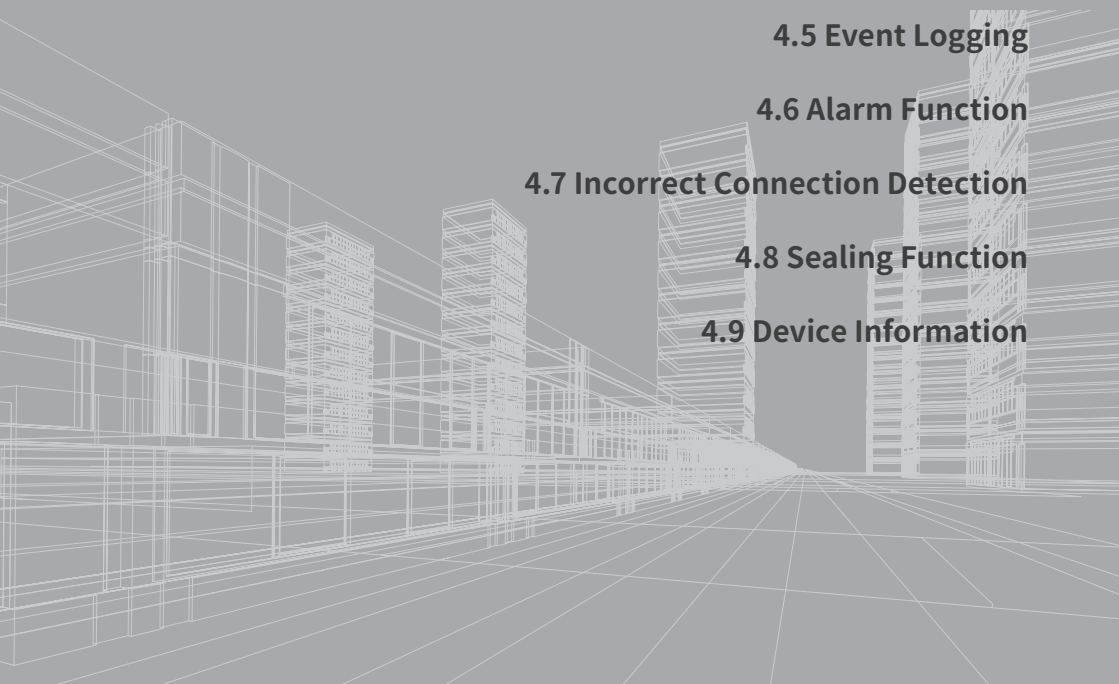 4.5 Event Logging
4.6 Alarm Function
4.7 Incorrect Connection Detection
4.8 Sealing Function
4.9 Device Information